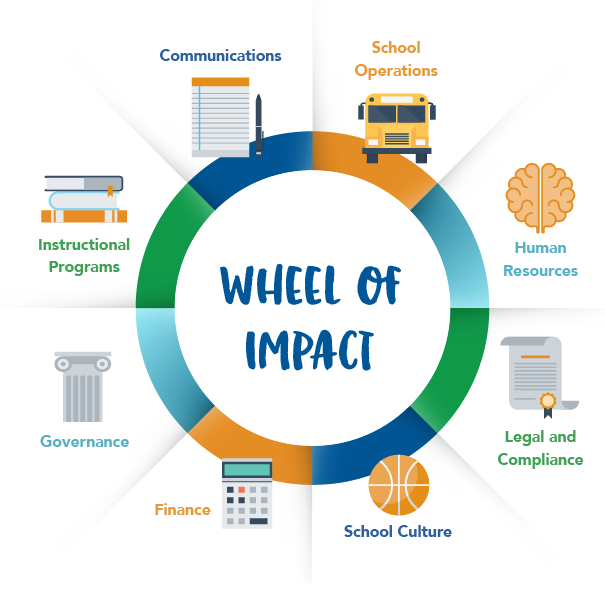 Communications
School
Operations
Human
Resources
Legal and
Compliance
School Culture
Finance
Governance
Instructional
Programs
WHEEL OF
IMPACT